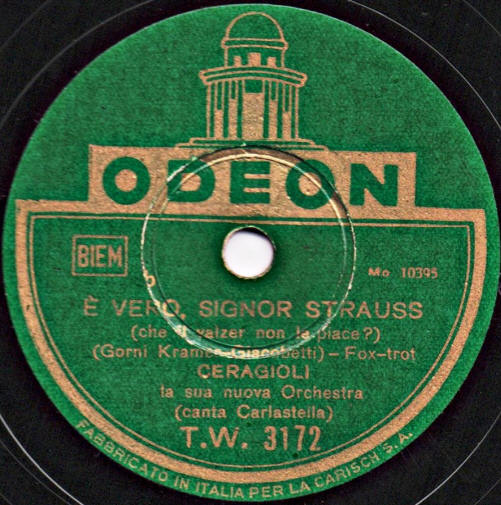 ODEON
BIEM
Mo 10395
È VERO, SIGNOR STRAUSS
(che il valzer non le piace?)
(Gorni Kramer-Giacobetti) - Fox-trot
CERAGIOLI
la sua nuova Orchestra
(canta Carlastella)
T.W. 3172
FABBRICATO IN ITALIA PER LA CARISCH S.A.